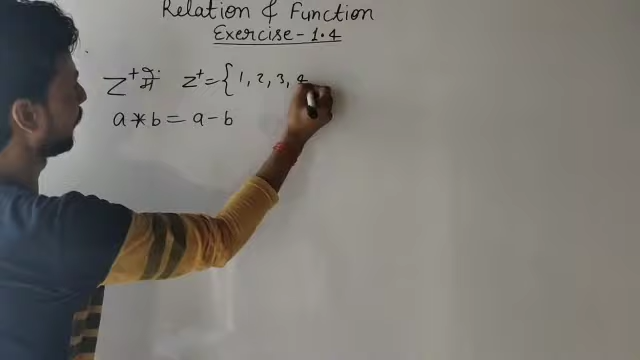 Relation & Function
Exercise-1.4
Z⁺ में Z⁺ = { 1, 2, 3, 4
a * b = a - b